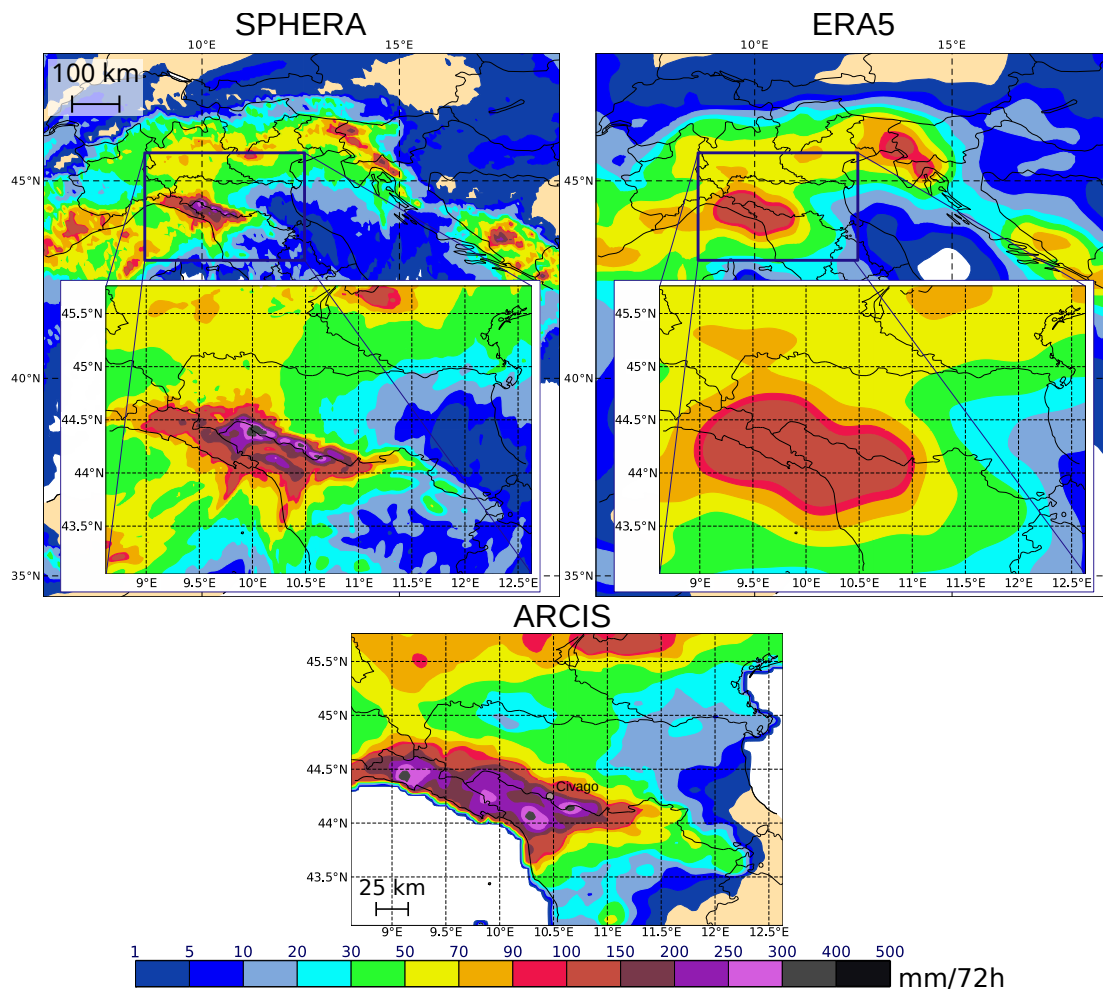 SPHERA ERA5
10°E 15°E 10°E 15°E
100 km
45°N 45°N
45.5°N 45.5°N
45°N 45°N
40°N 40°N
44.5°N 44.5°N
44°N 44°N
43.5°N 43.5°N
35°N 35°N
9°E 9.5°E 10°E 10.5°E 11°E 11.5°E 12°E 12.5°E 9°E 9.5°E 10°E 10.5°E 11°E 11.5°E 12°E 12.5°E
ARCIS
45.5°N
45°N
44.5°N
Civago
44°N
43.5°N
25 km
9°E 9.5°E 10°E 10.5°E 11°E 11.5°E 12°E 12.5°E
1 5 10 20 30 50 70 90 100 150 200 250 300 400 500
mm/72h